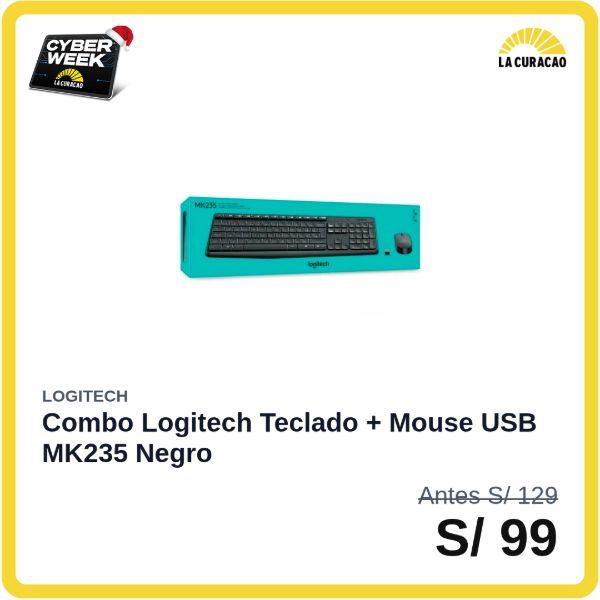 CYBER
WEEK
LA CURACAO
LA CURACAO
MK235
logitech
LOGITECH
Combo Logitech Teclado + Mouse USB
MK235 Negro
Antes S/ 129
S/ 99